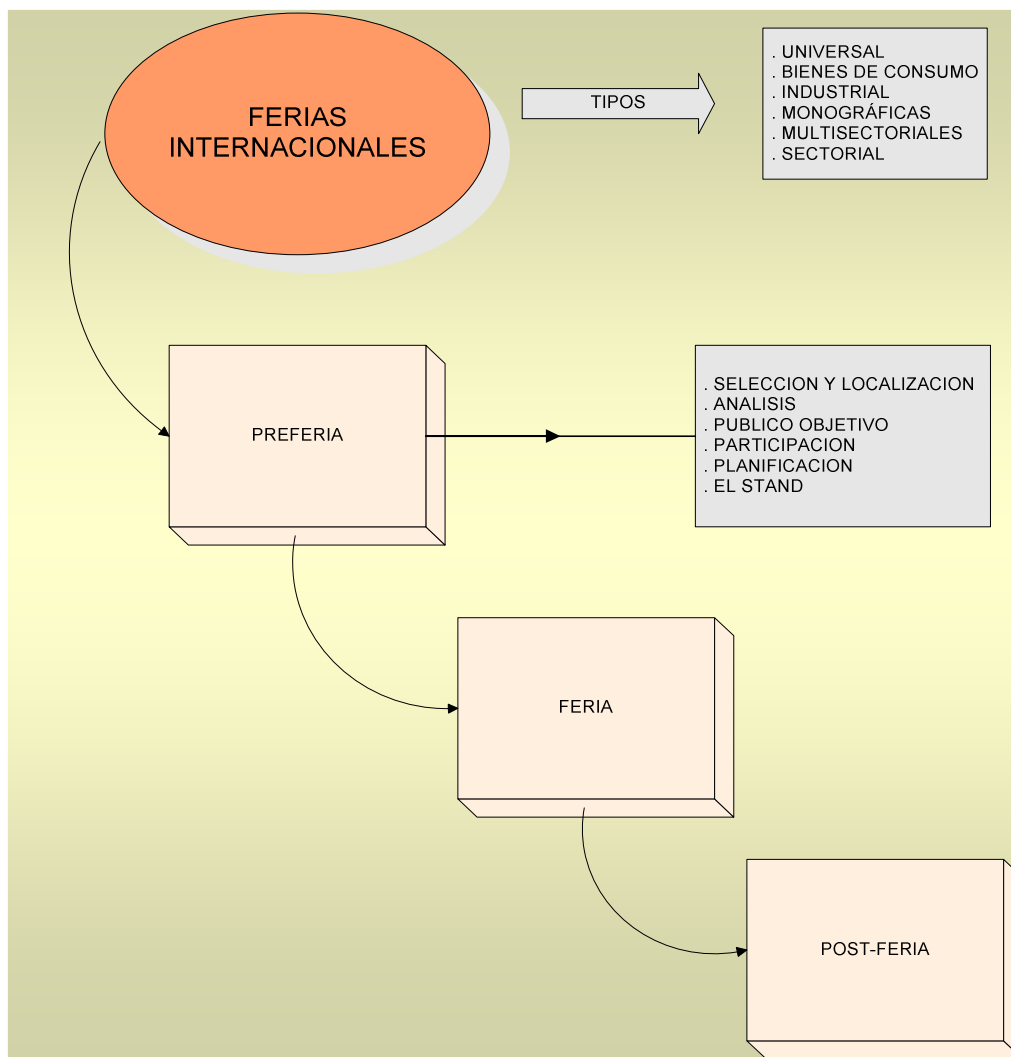 FERIAS
INTERNACIONALES
TIPOS
. UNIVERSAL
. BIENES DE CONSUMO
. INDUSTRIAL
. MONOGRÁFICAS
. MULTISECTORIALES
. SECTORIAL
PREFERIA
. SELECCION Y LOCALIZACION
. ANALISIS
. PUBLICO OBJETIVO
. PARTICIPACION
. PLANIFICACION
. EL STAND
FERIA
POST-FERIA